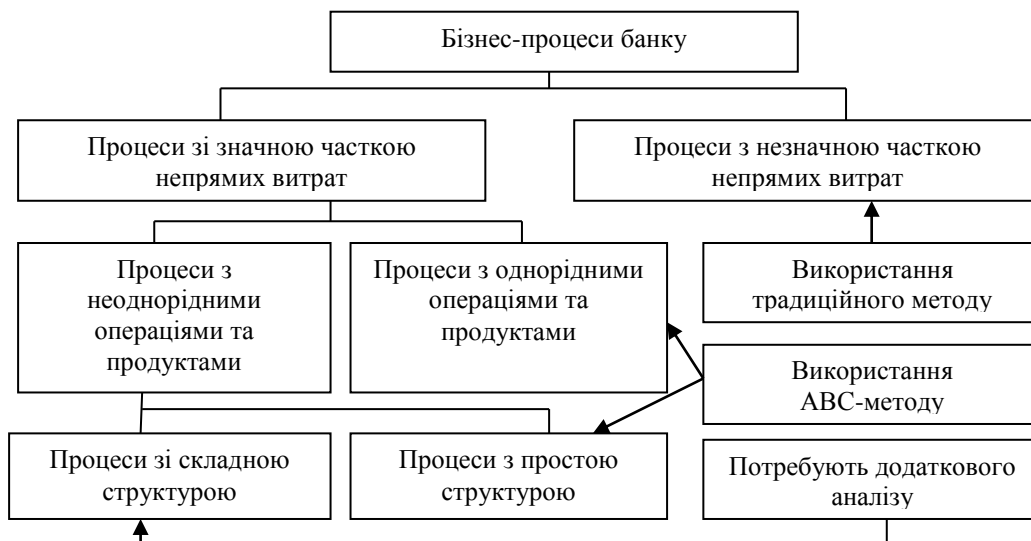 Бізнес-процеси банку
Процеси зі значною часткою
непрямих витрат
Процеси з незначною часткою
непрямих витрат
Процеси з
неоднорідними
операціями та
продуктами
Процеси з однорідними
операціями та
продуктами
Використання
традиційного методу
Використання
АВС-методу
Процеси зі складною
структурою
Процеси з простою
структурою
Потребують додаткового
аналізу